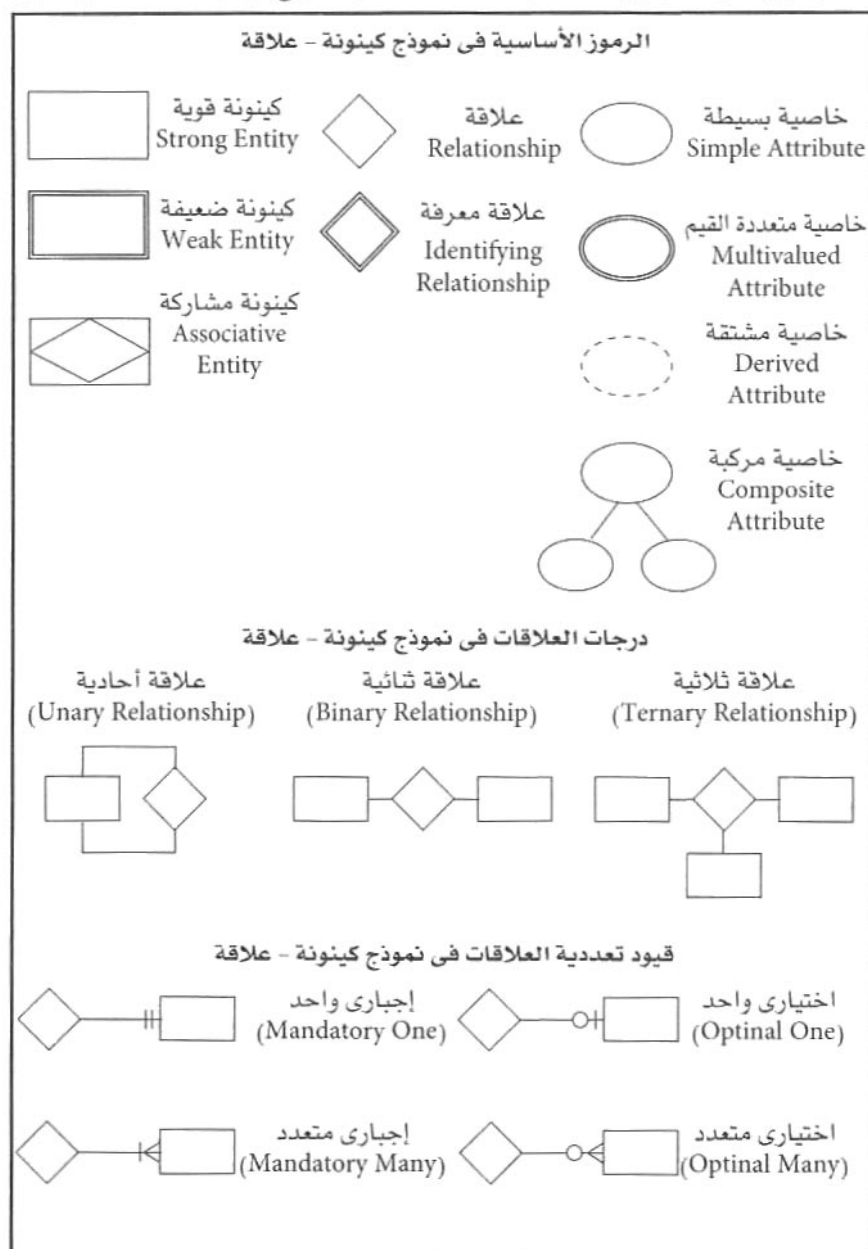 الرموز الأساسية فى نموذج كينونة - علاقة
خاصية بسيطة
Simple Attribute
علاقة
Relationship
كينونة قوية
Strong Entity
خاصية متعددة القيم
Multivalued
Attribute
علاقة معرفة
Identifying
Relationship
كينونة ضعيفة
Weak Entity
خاصية مشتقة
Derived
Attribute
كينونة مشاركة
Associative
Entity
خاصية مركبة
Composite
Attribute
درجات العلاقات فى نموذج كينونة - علاقة
علاقة ثلاثية
(Ternary Relationship)
علاقة ثنائية
(Binary Relationship)
علاقة أحادية
(Unary Relationship)
قيود تعددية العلاقات فى نموذج كينونة - علاقة
اختيارى واحد
(Optinal One)
إجبارى واحد
(Mandatory One)
اختيارى متعدد
(Optinal Many)
إجبارى متعدد
(Mandatory Many)